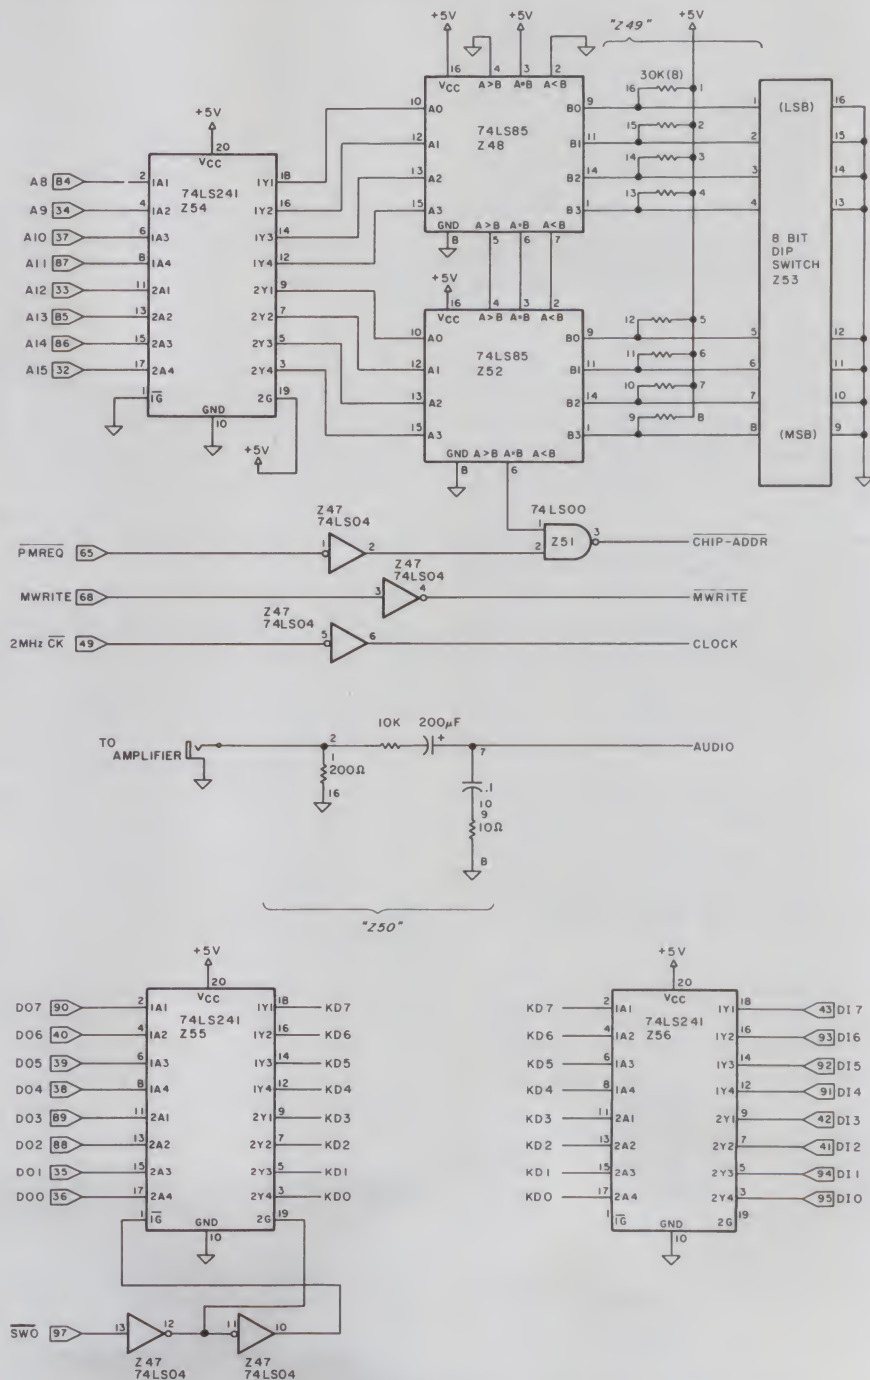 +5V
+5V
"Z49"
+5V
16
4
3
2
VCC
A>B
A=B
A<B
30K(8)
16
1
10
A0
B0
9
1
(LSB)
16
+5V
74LS85
Z48
15
2
12
A1
B1
11
2
15
20
VCC
14
3
13
A2
B2
14
3
14
A8
84
2
1A1
1Y1
18
74LS241
Z54
13
4
A9
34
4
1A2
1Y2
16
15
A3
B3
1
4
13
A10
37
6
1A3
1Y3
14
GND
A>B
A=B
A<B
8
5
6
7
8 BIT
DIP
SWITCH
Z53
A11
87
8
1A4
1Y4
12
A12
33
11
2A1
2Y1
9
+5V
16
4
3
2
VCC
A>B
A=B
A<B
A13
85
13
2A2
2Y2
7
12
5
10
A0
B0
9
5
12
A14
86
15
2A3
2Y3
5
74LS85
Z52
11
6
12
A1
B1
11
6
11
A15
32
17
2A4
2Y4
3
10
7
13
A2
B2
14
7
10
1
1G
2G
19
9
8
15
A3
B3
1
8
(MSB)
9
GND
10
+5V
GND
A>B
A=B
A<B
8
6
Z47
74LS04
74LS00
PMREQ
65
1
2
1
2
Z51
3
CHIP-ADDR
Z47
74LS04
MWRITE
68
3
4
MWRITE
Z47
74LS04
2MHz CK
49
5
6
CLOCK
TO
AMPLIFIER
2
10K
200µF
+
7
AUDIO
1
200Ω
16
.1
10
9
10Ω
8
"Z50"
+5V
20
VCC
DO7
90
2
1A1
1Y1
18
KD7
74LS241
Z55
DO6
40
4
1A2
1Y2
16
KD6
DO5
39
6
1A3
1Y3
14
KD5
DO4
38
8
1A4
1Y4
12
KD4
DO3
89
11
2A1
2Y1
9
KD3
DO2
88
13
2A2
2Y2
7
KD2
DO1
35
15
2A3
2Y3
5
KD1
DO0
36
17
2A4
2Y4
3
KD0
1
1G
GND
2G
19
10
SWO
97
13
12
11
10
Z47
74LS04
Z47
74LS04
+5V
20
VCC
KD7
2
1A1
1Y1
18
43
DI7
74LS241
Z56
KD6
4
1A2
1Y2
16
93
DI6
KD5
6
1A3
1Y3
14
92
DI5
KD4
8
1A4
1Y4
12
91
DI4
KD3
11
2A1
2Y1
9
42
DI3
KD2
13
2A2
2Y2
7
41
DI2
KD1
15
2A3
2Y3
5
94
DI1
KD0
17
2A4
2Y4
3
95
DI0
1
1G
GND
2G
19
10